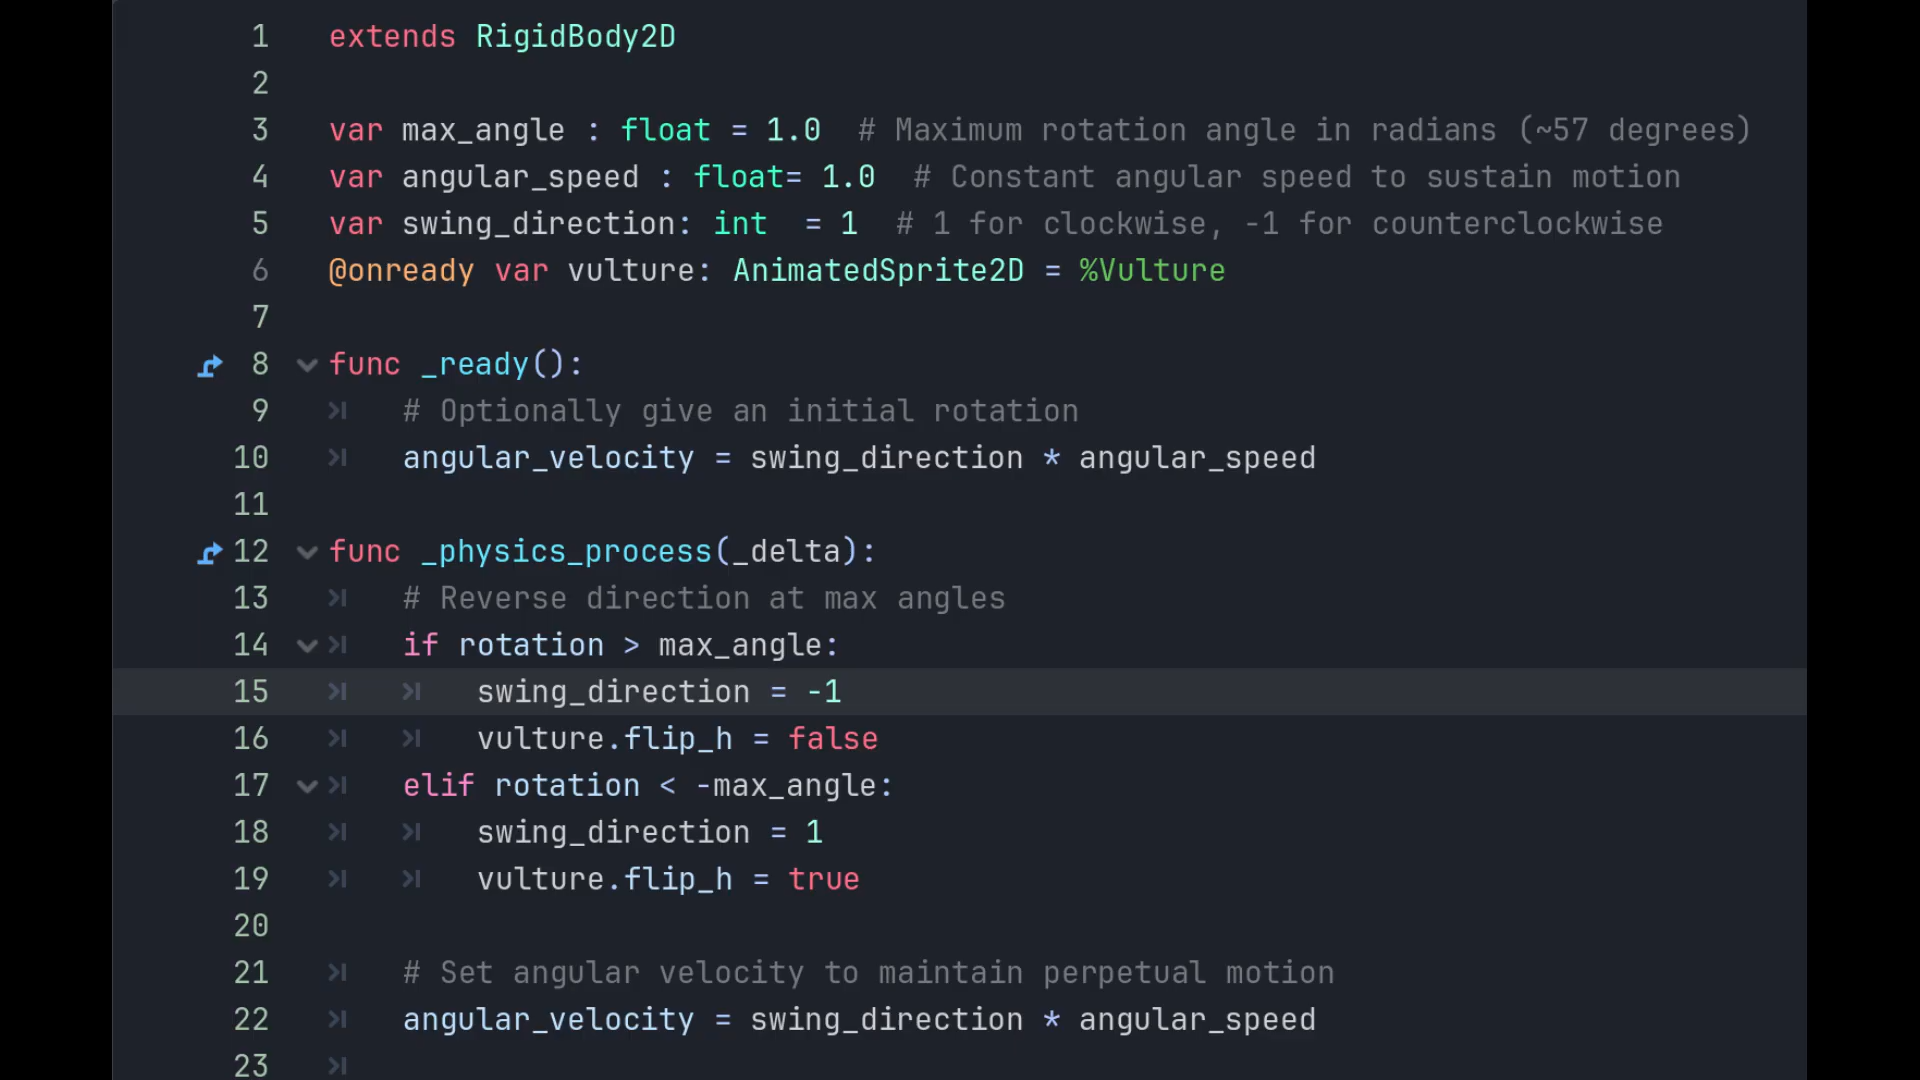 1 extends RigidBody2D
2
3 var max_angle : float = 1.0  # Maximum rotation angle in radians (~57 degrees)
4 var angular_speed : float= 1.0  # Constant angular speed to sustain motion
5 var swing_direction: int  = 1  # 1 for clockwise, -1 for counterclockwise
6 @onready var vulture: AnimatedSprite2D = %Vulture
7
8 func _ready():
9 # Optionally give an initial rotation
10 angular_velocity = swing_direction * angular_speed
11
12 func _physics_process(_delta):
13 # Reverse direction at max angles
14 if rotation > max_angle:
15 swing_direction = -1
16 vulture.flip_h = false
17 elif rotation < -max_angle:
18 swing_direction = 1
19 vulture.flip_h = true
20
21 # Set angular velocity to maintain perpetual motion
22 angular_velocity = swing_direction * angular_speed
23